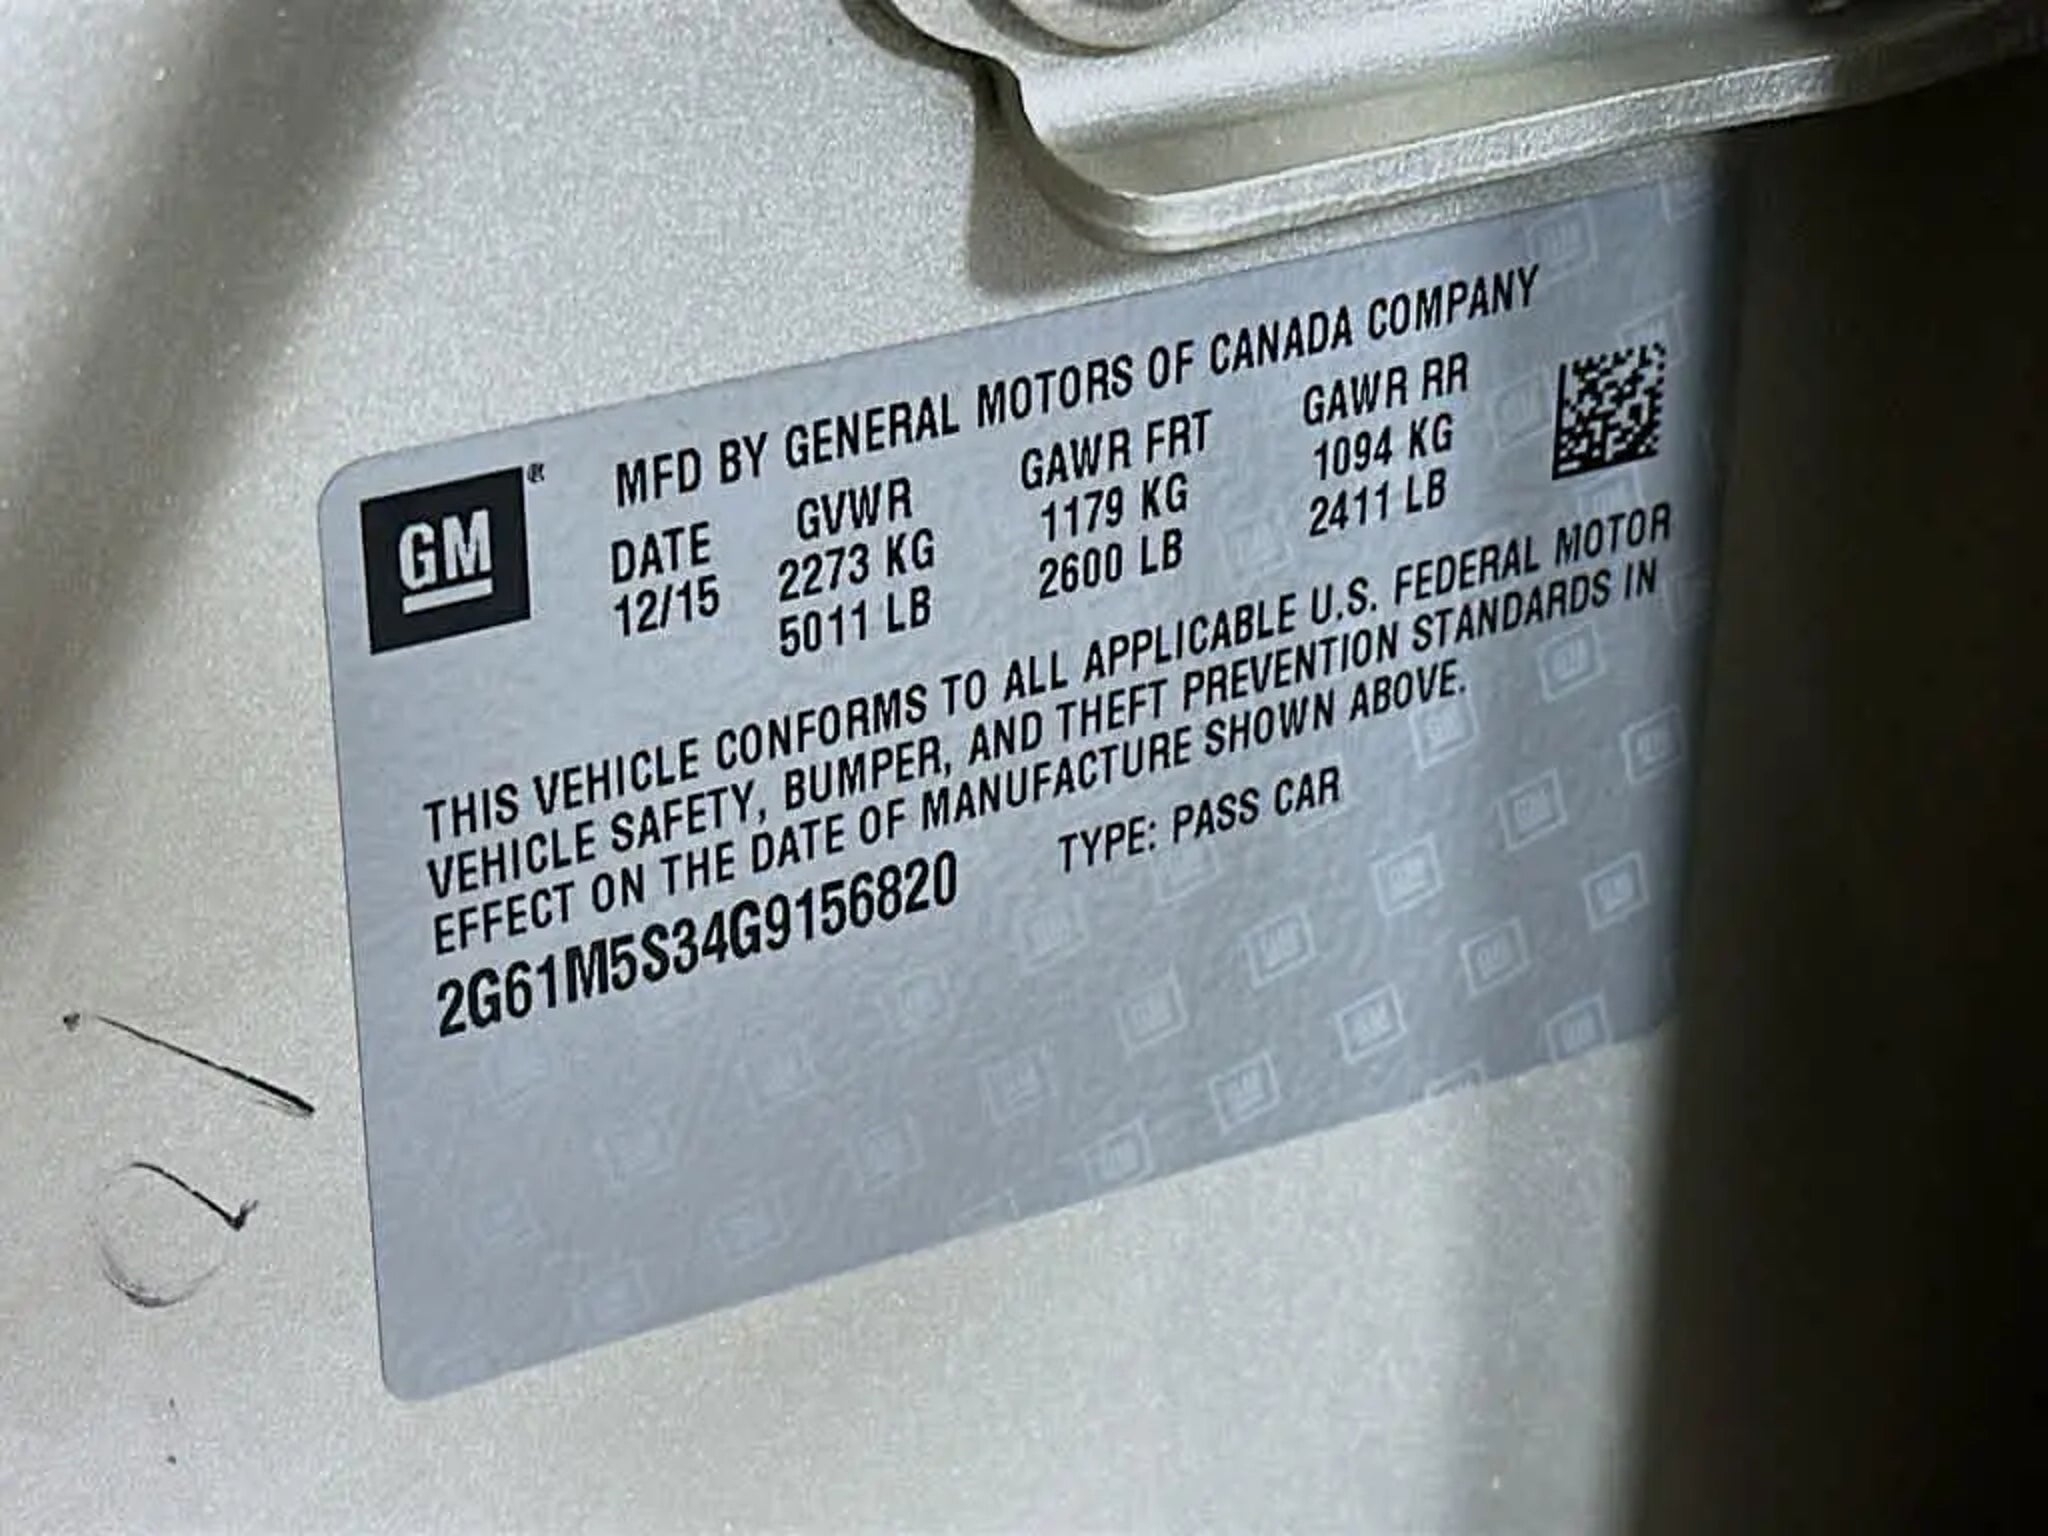 GM®
MFD BY GENERAL MOTORS OF CANADA COMPANY
DATE GVWR GAWR FRT GAWR RR
12/15 2273 KG 1179 KG 1094 KG
5011 LB 2600 LB 2411 LB
THIS VEHICLE CONFORMS TO ALL APPLICABLE U.S. FEDERAL MOTOR
VEHICLE SAFETY, BUMPER, AND THEFT PREVENTION STANDARDS IN
EFFECT ON THE DATE OF MANUFACTURE SHOWN ABOVE.
2G61M5S34G9156820 TYPE: PASS CAR